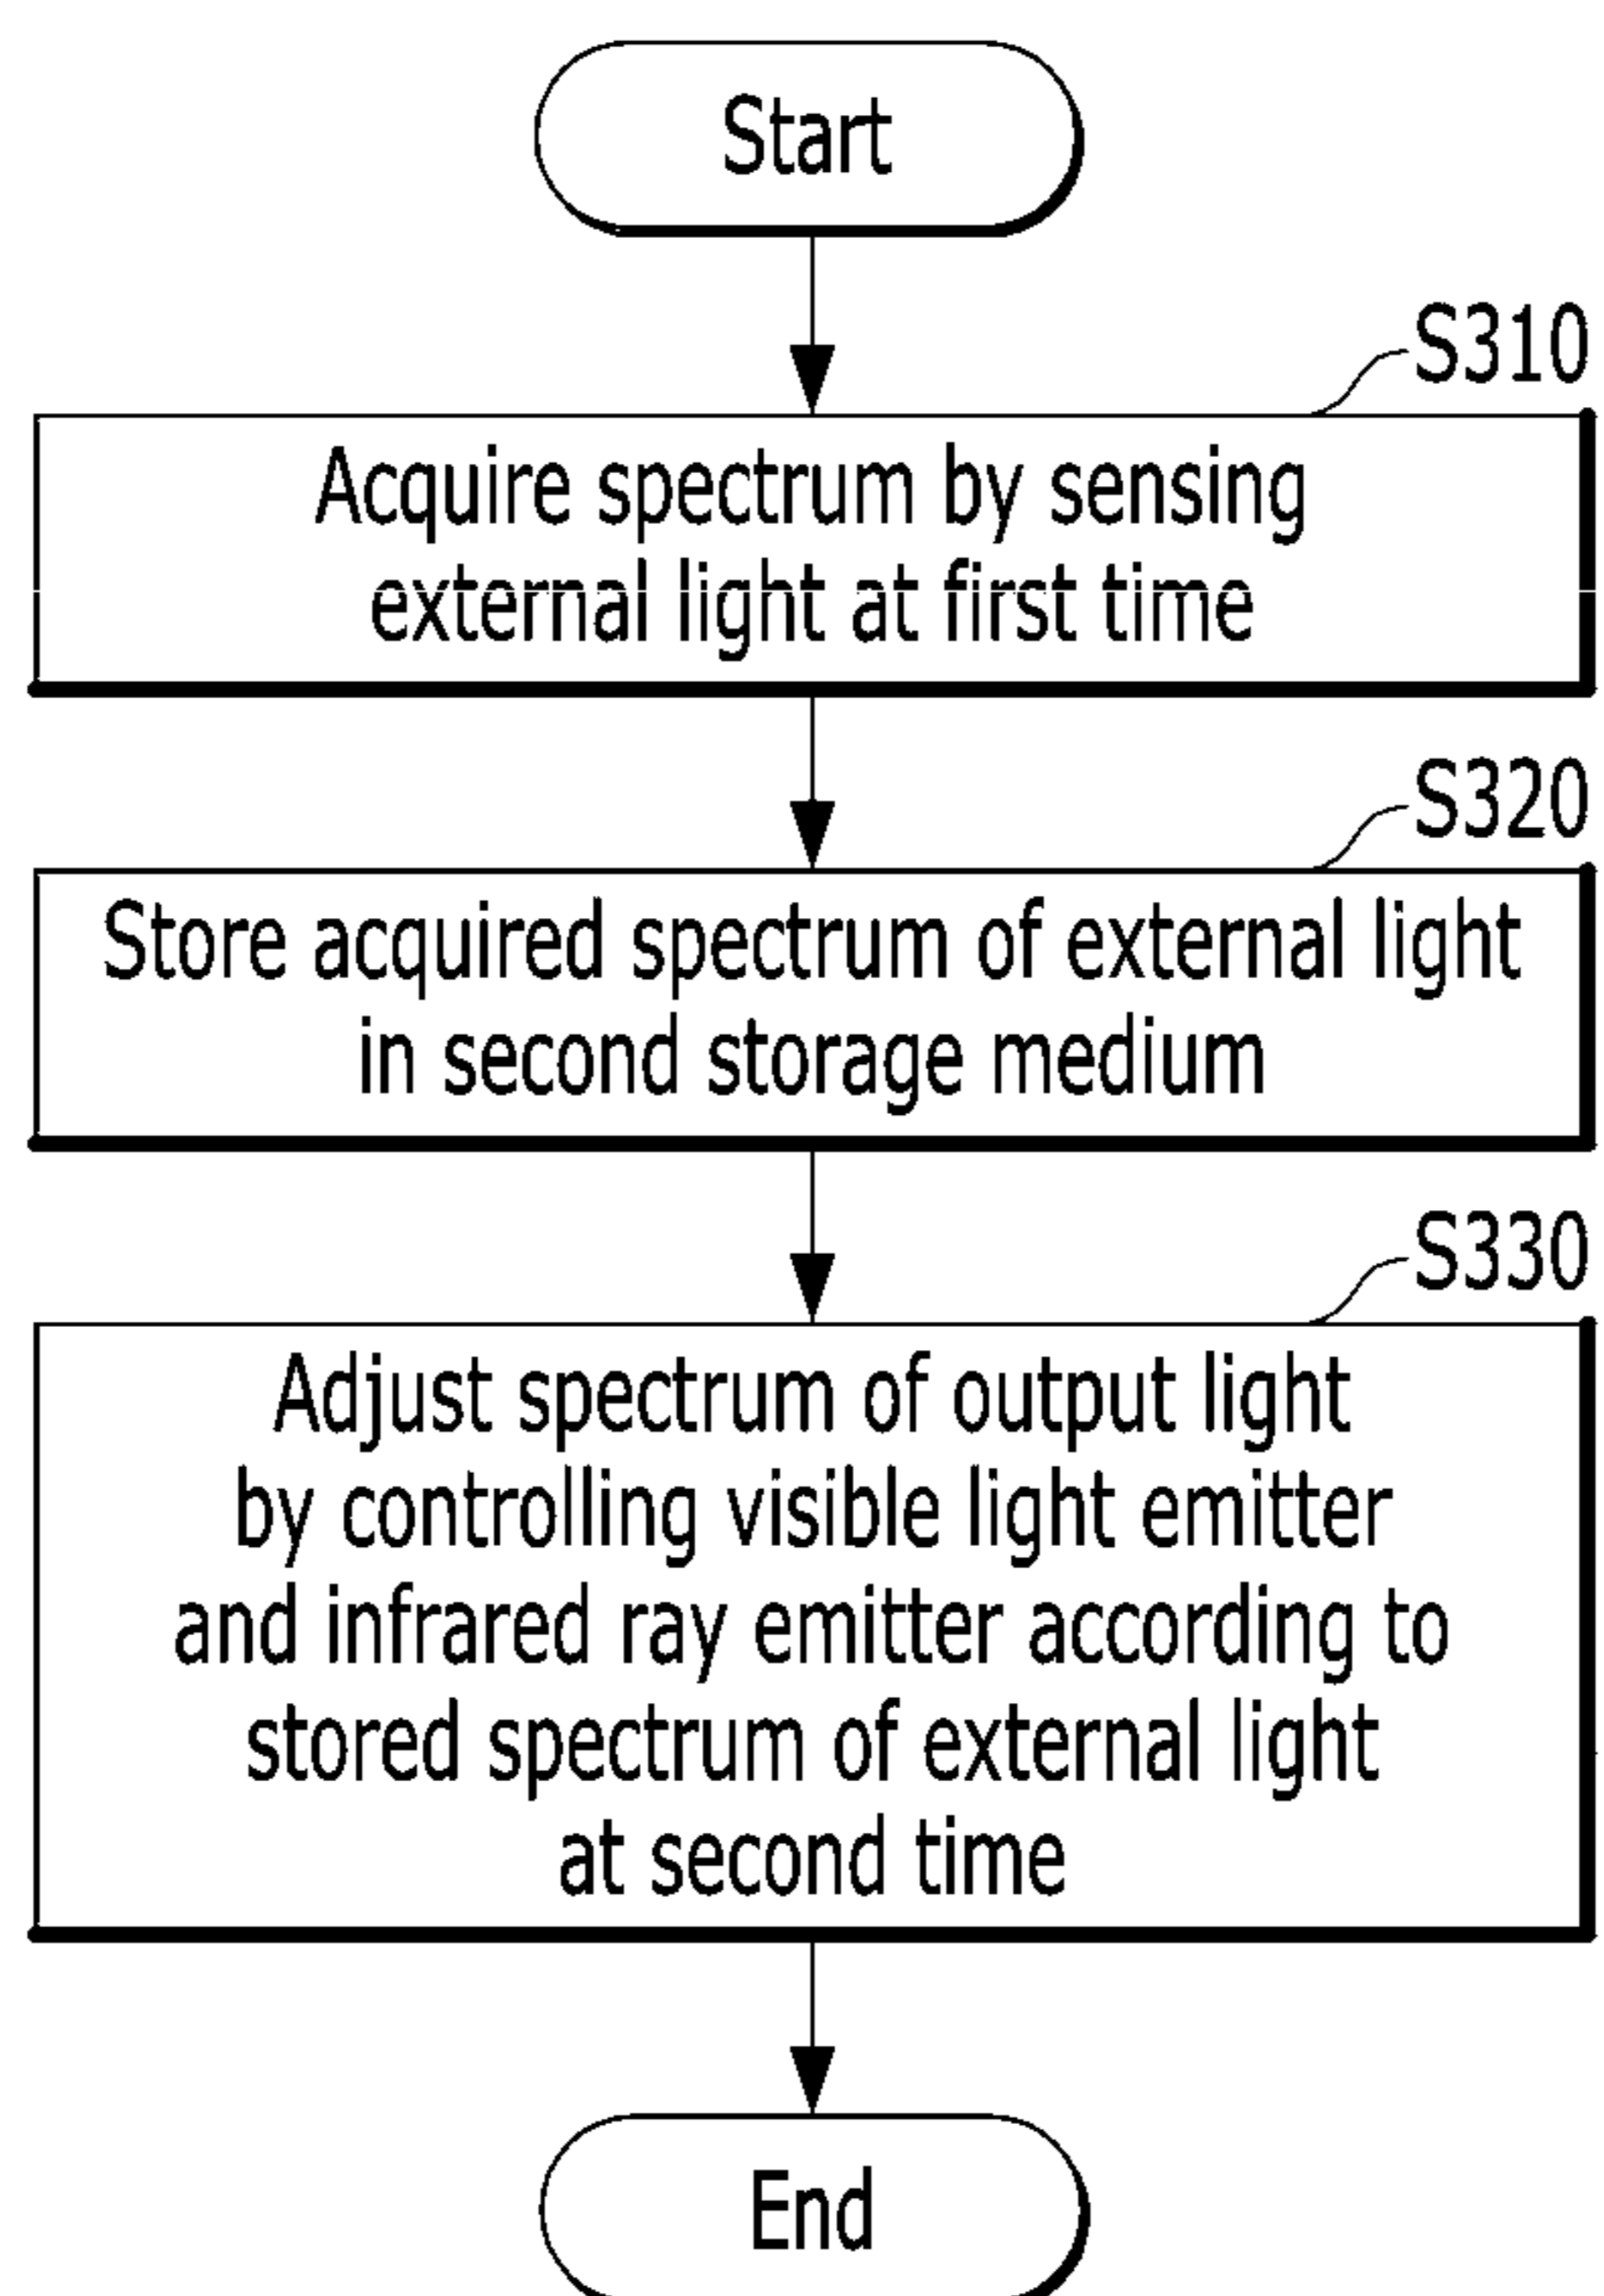 Start
S310
Acquire spectrum by sensing
external light at first time
S320
Store acquired spectrum of external light
in second storage medium
S330
Adjust spectrum of output light
by controlling visible light emitter
and infrared ray emitter according to
stored spectrum of external light
at second time
End